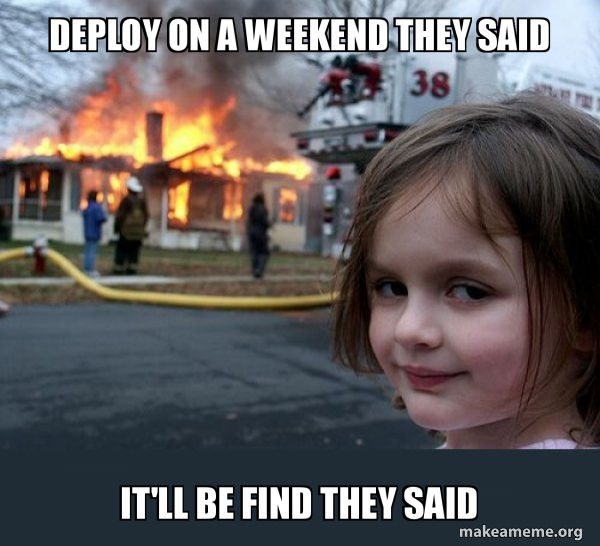 DEPLOY ON A WEEKEND THEY SAID
38
IT'LL BE FIND THEY SAID
makeameme.org